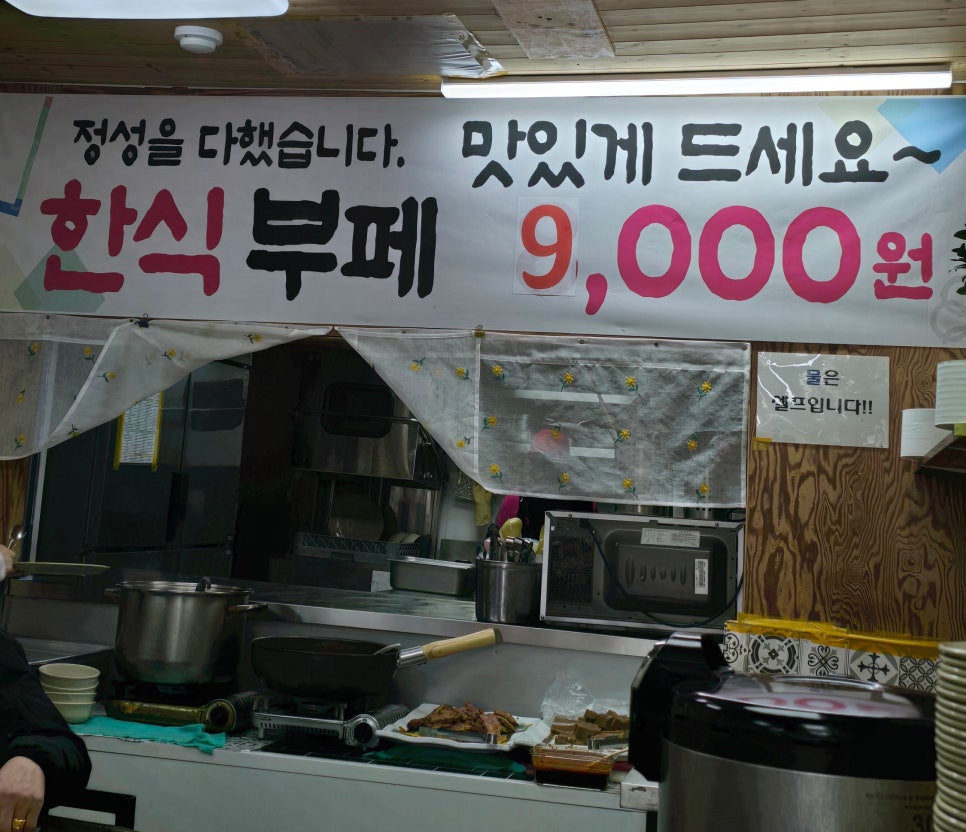 정성을 다했습니다.
맛있게 드세요~
한식 부페
9,000원
물은
셀프입니다!!